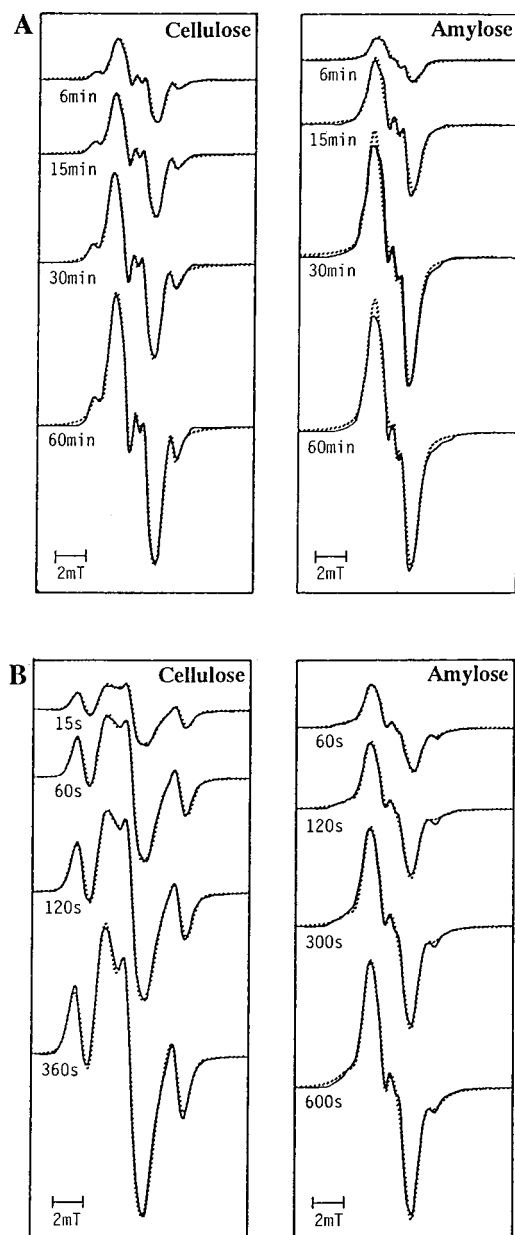 A
Cellulose
6min
15min
30min
60min
2mT
Amylose
6min
15min
30min
60min
2mT
B
Cellulose
15s
60s
120s
360s
2mT
Amylose
60s
120s
300s
600s
2mT